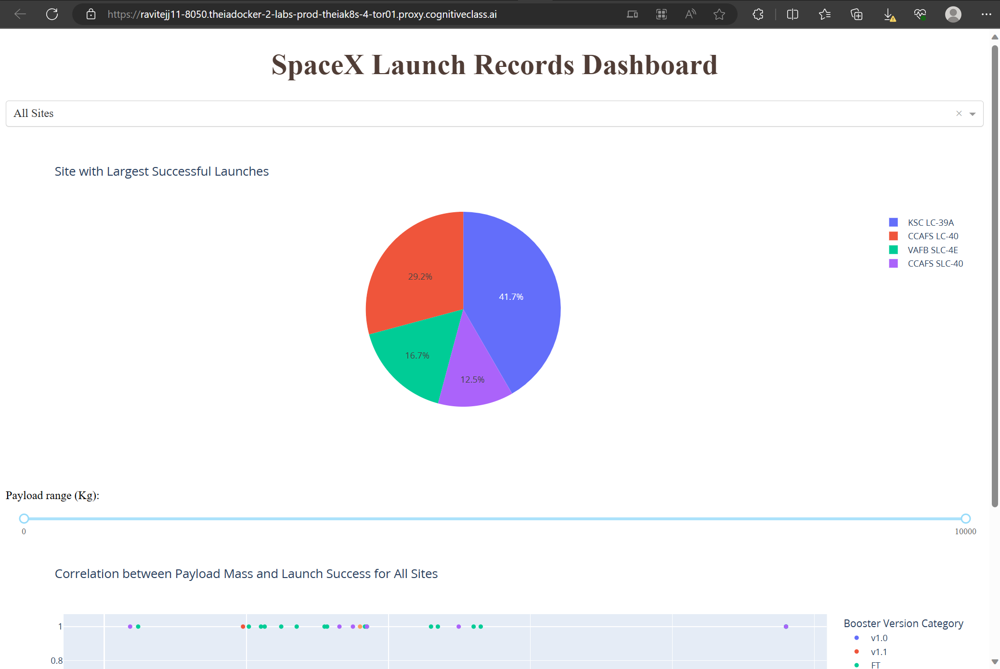 https://ravitejj11-8050.theiadocker-2-labs-prod-theiak8s-4-tor01.proxy.cognitiveclass.ai
SpaceX Launch Records Dashboard
All Sites
Site with Largest Successful Launches
KSC LC-39A
CCAFS LC-40
VAFB SLC-4E
CCAFS SLC-40
29.2%
41.7%
16.7%
12.5%
Payload range (Kg):
0
10000
Correlation between Payload Mass and Launch Success for All Sites
1
0.8
Booster Version Category
v1.0
v1.1
FT